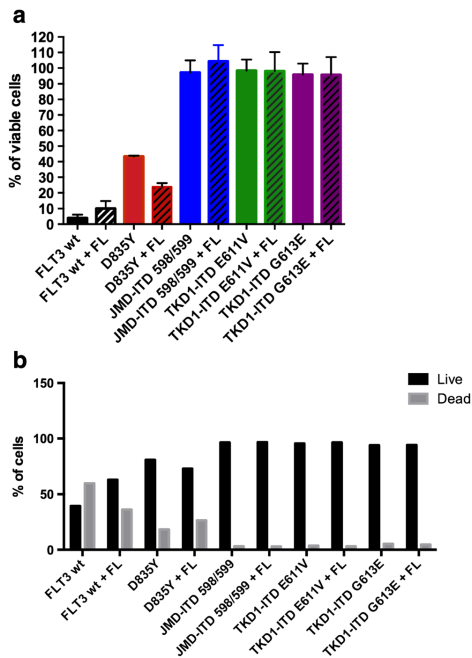 a
% of viable cells
120
110
100
90
80
70
60
50
40
30
20
10
0
FLT3 wt
FLT3 wt + FL
D835Y
D835Y + FL
JMD-ITD 598/599
JMD-ITD 598/599 + FL
TKD1-ITD E611V
TKD1-ITD E611V + FL
TKD1-ITD G613E
TKD1-ITD G613E + FL
b
Live
Dead
% of cells
150
100
50
0
FLT3 wt
FLT3 wt + FL
D835Y
D835Y + FL
JMD-ITD 598/599
JMD-ITD 598/599 + FL
TKD1-ITD E611V
TKD1-ITD E611V + FL
TKD1-ITD G613E
TKD1-ITD G613E + FL